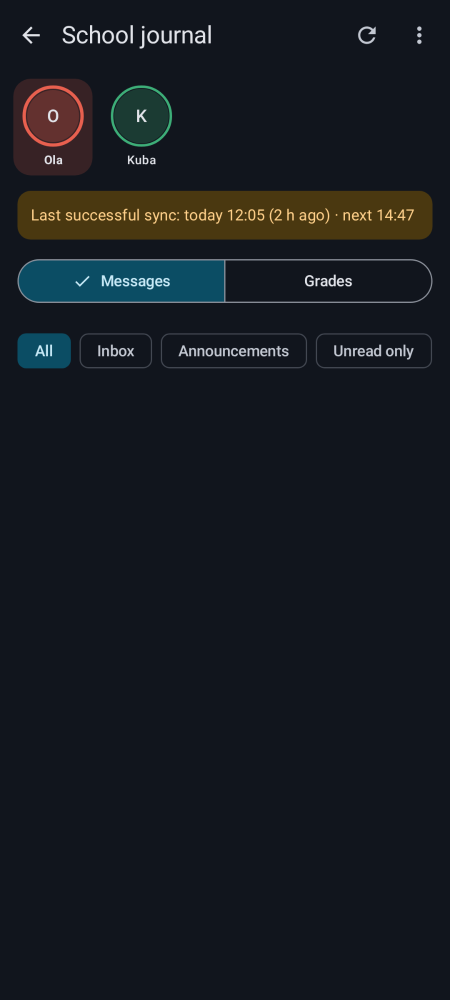 School journal
O
K
Ola
Kuba
Last successful sync: today 12:05 (2 h ago) · next 14:47
Messages
Grades
All
Inbox
Announcements
Unread only